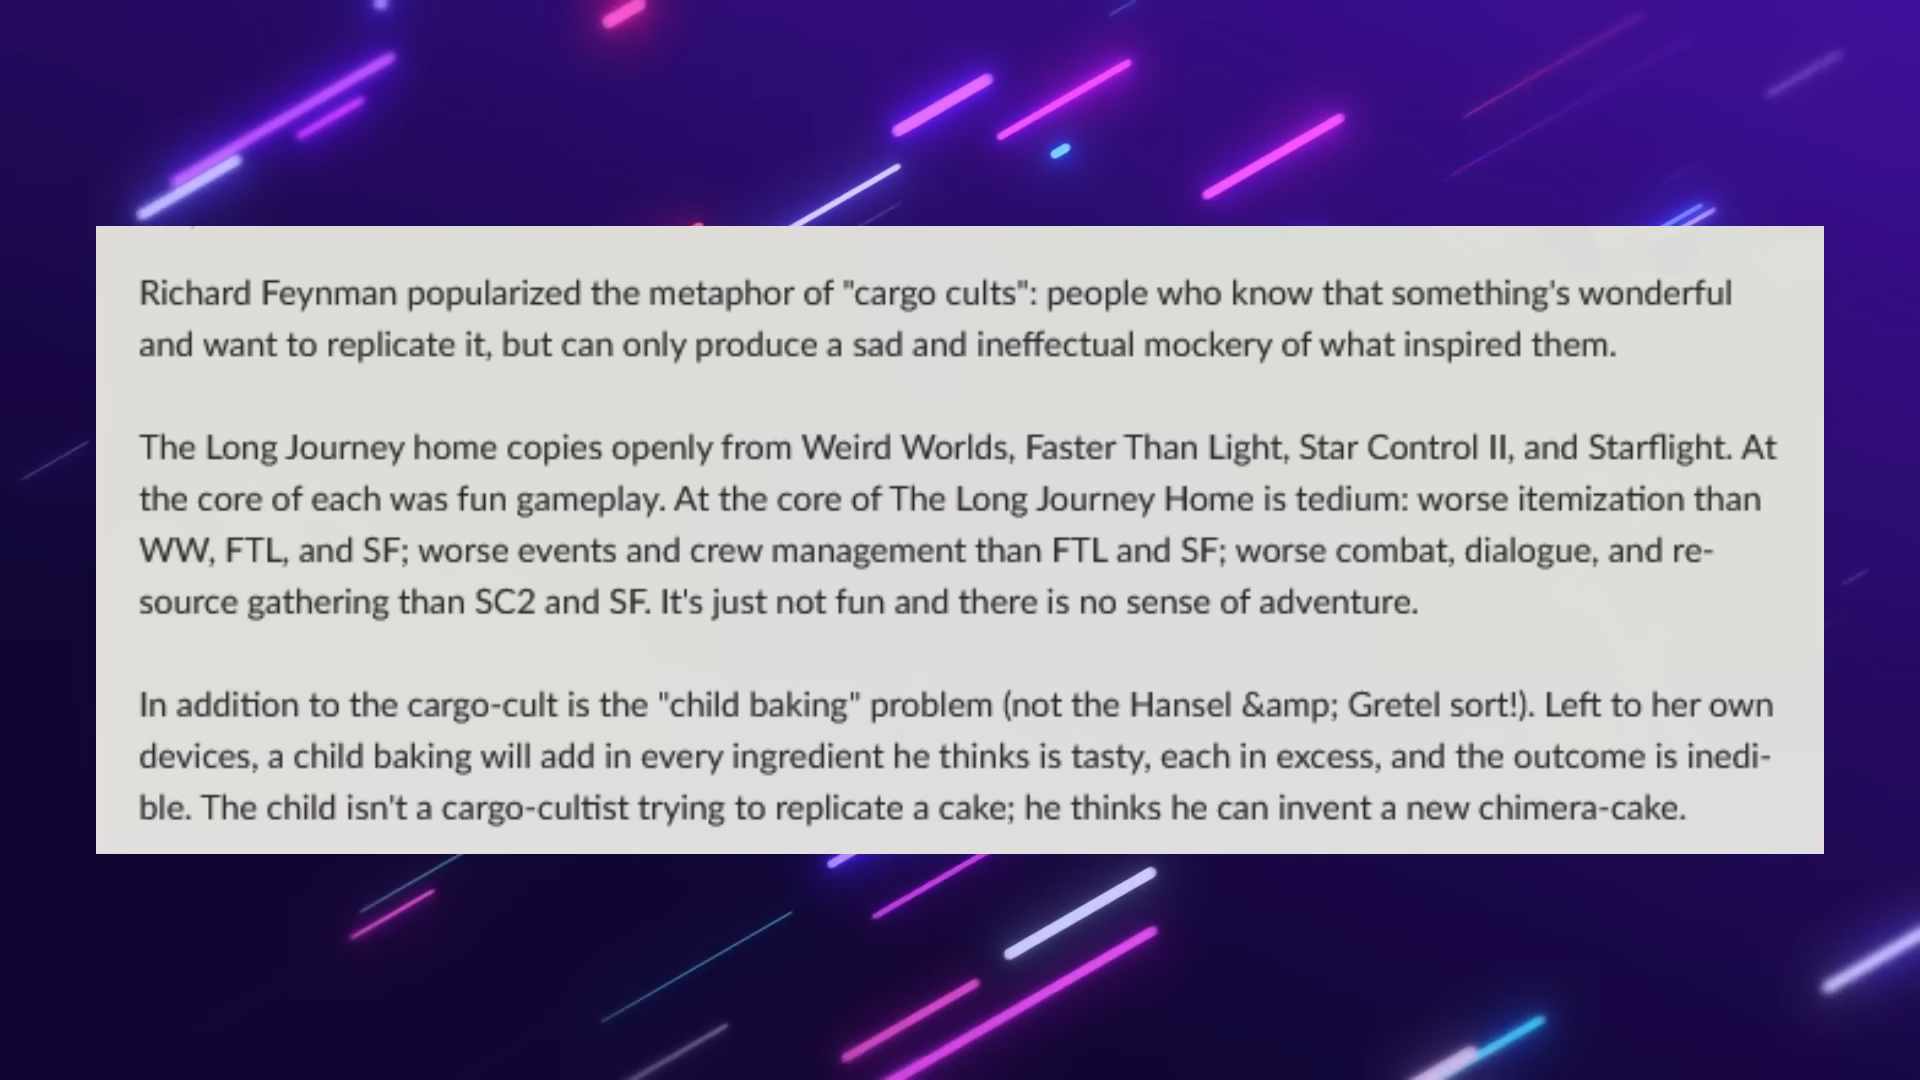 Richard Feynman popularized the metaphor of "cargo cults": people who know that something's wonderful
and want to replicate it, but can only produce a sad and ineffectual mockery of what inspired them.
The Long Journey home copies openly from Weird Worlds, Faster Than Light, Star Control II, and Starflight. At
the core of each was fun gameplay. At the core of The Long Journey Home is tedium: worse itemization than
WW, FTL, and SF; worse events and crew management than FTL and SF; worse combat, dialogue, and re-
source gathering than SC2 and SF. It's just not fun and there is no sense of adventure.
In addition to the cargo-cult is the "child baking" problem (not the Hansel &amp; Gretel sort!). Left to her own
devices, a child baking will add in every ingredient he thinks is tasty, each in excess, and the outcome is inedi-
ble. The child isn't a cargo-cultist trying to replicate a cake; he thinks he can invent a new chimera-cake.